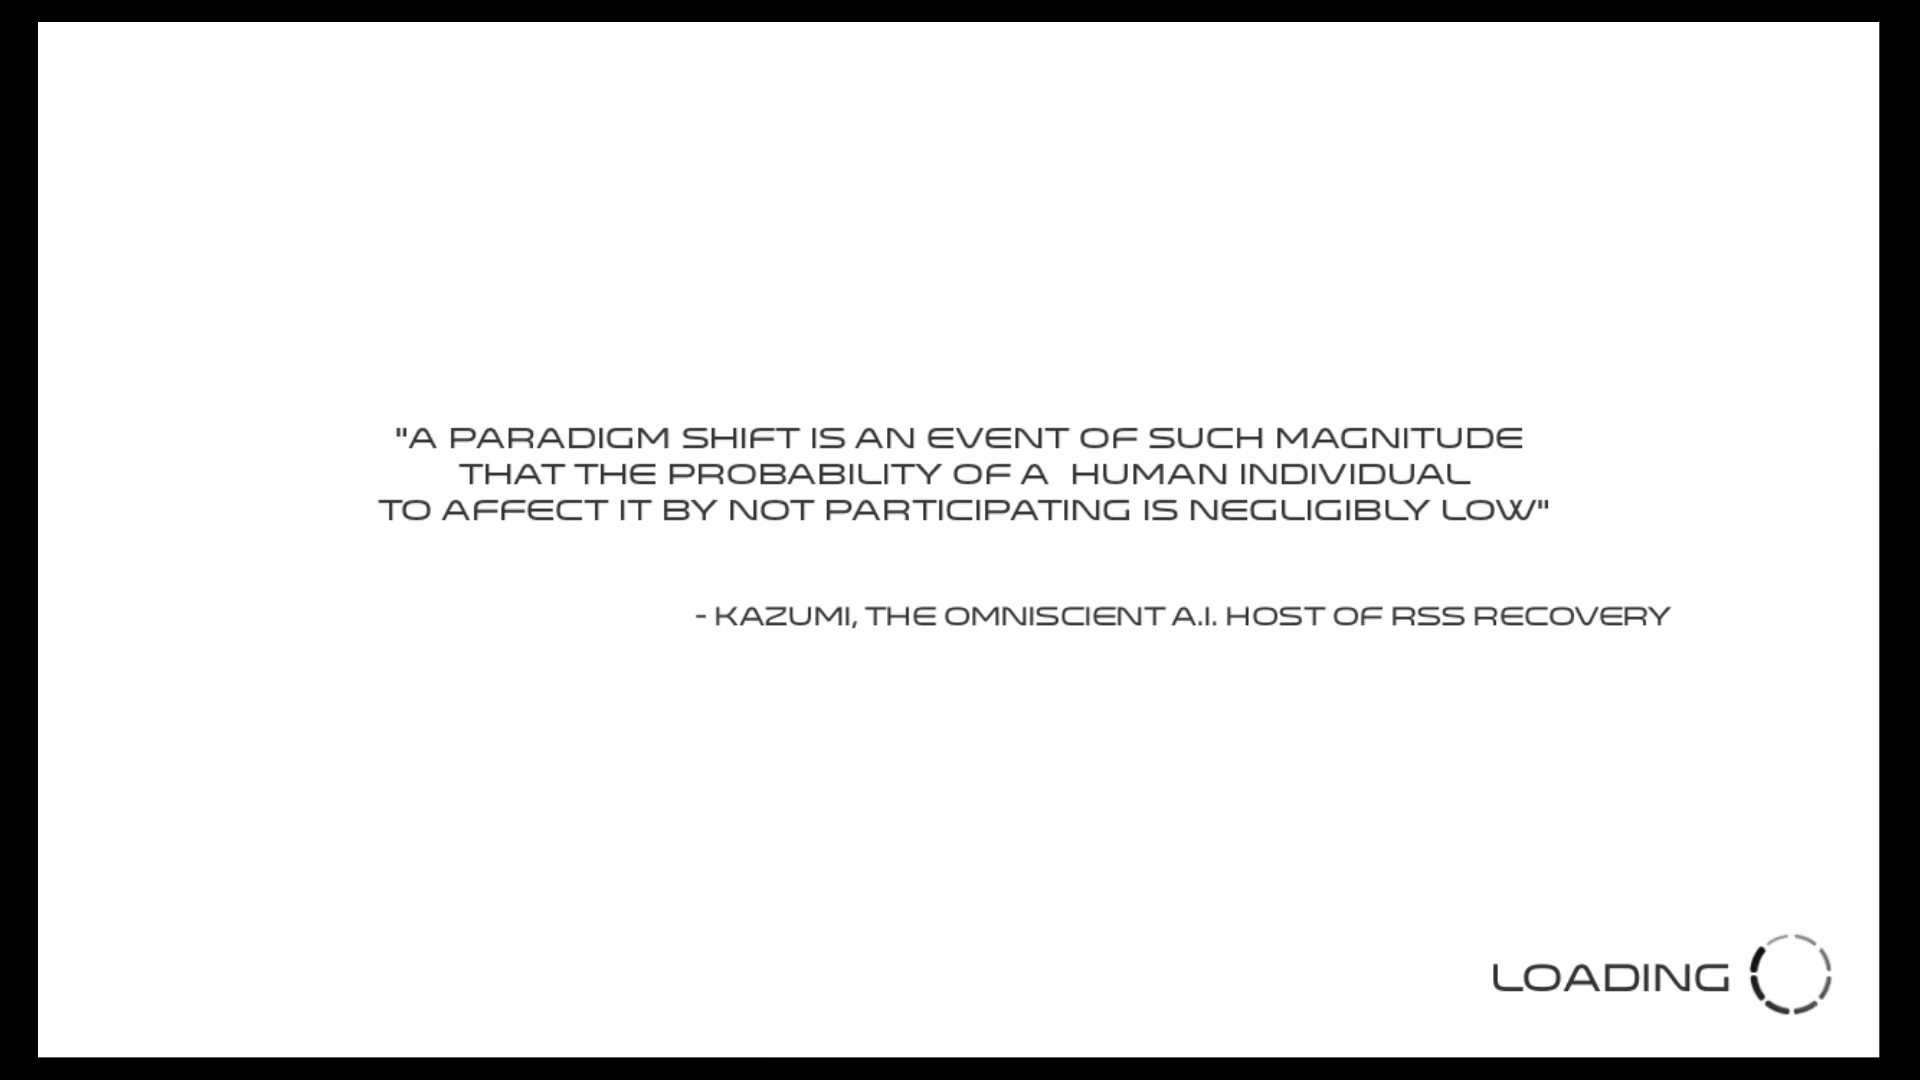 "A PARADIGM SHIFT IS AN EVENT OF SUCH MAGNITUDE
THAT THE PROBABILITY OF A  HUMAN INDIVIDUAL
TO AFFECT IT BY NOT PARTICIPATING IS NEGLIGIBLY LOW"
- KAZUMI, THE OMNISCIENT A.I. HOST OF RSS RECOVERY
LOADING